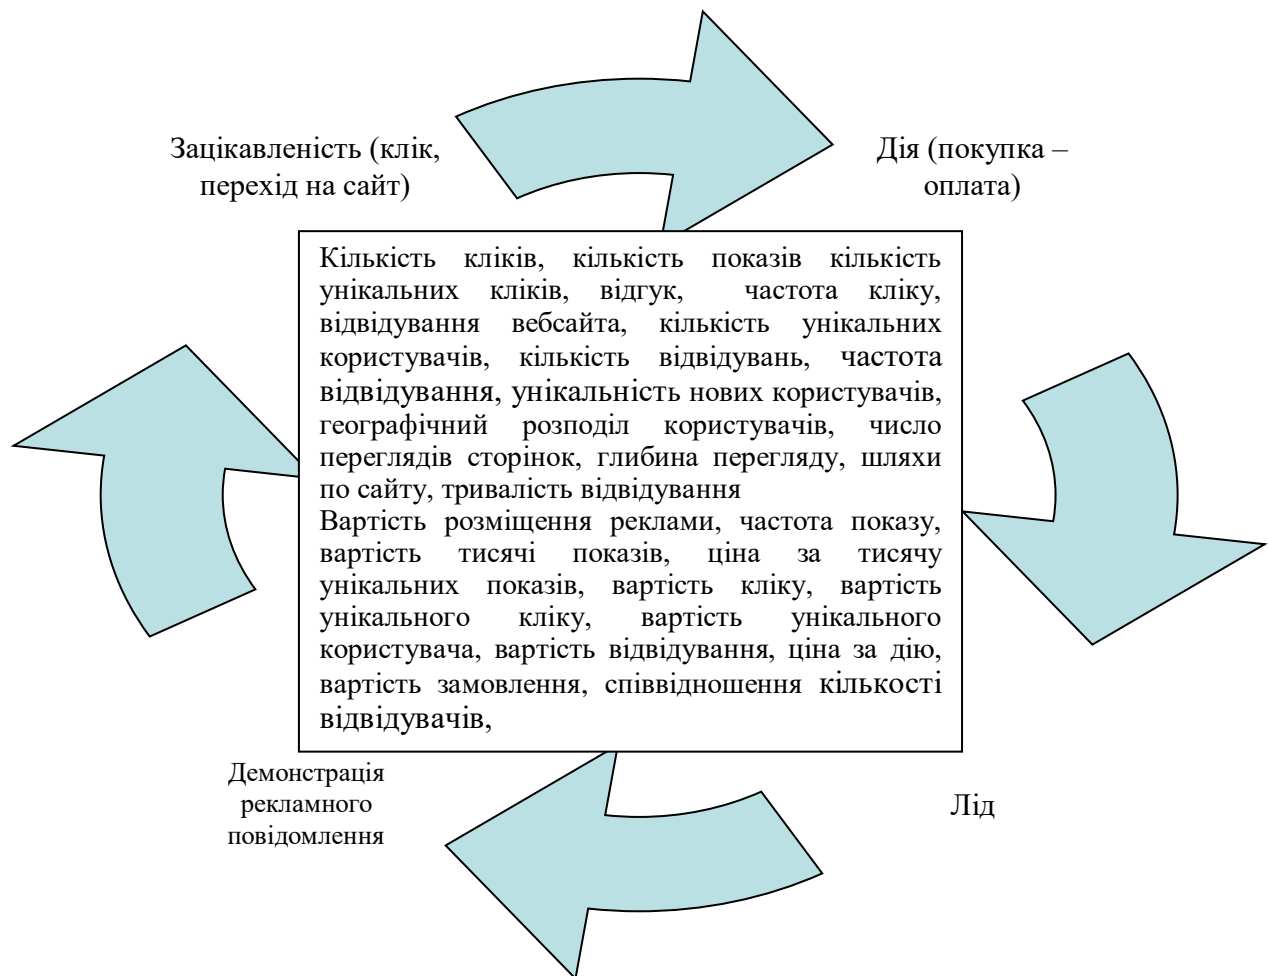 Зацікавленість (клік,
перехід на сайт)
Дія (покупка –
оплата)
Кількість кліків, кількість показів кількість
унікальних кліків, відгук, частота кліку,
відвідування вебсайта, кількість унікальних
користувачів, кількість відвідувань, частота
відвідування, унікальність нових користувачів,
географічний розподіл користувачів, число
переглядів сторінок, глибина перегляду, шляхи
по сайту, тривалість відвідування
Вартість розміщення реклами, частота показу,
вартість тисячі показів, ціна за тисячу
унікальних показів, вартість кліку, вартість
унікального кліку, вартість унікального
користувача, вартість відвідування, ціна за дію,
вартість замовлення, співвідношення кількості
відвідувачів,
Демонстрація
рекламного
повідомлення
Лід